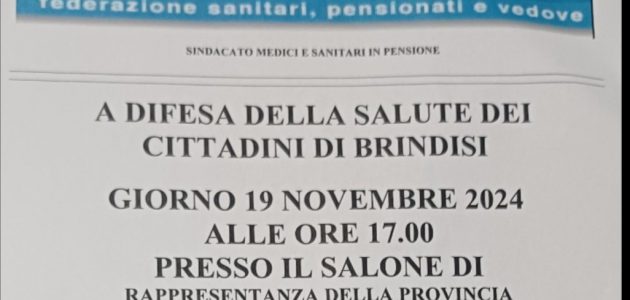 federazione sanitari, pensionati e vedove
SINDACATO MEDICI E SANITARI IN PENSIONE
A DIFESA DELLA SALUTE DEI
CITTADINI DI BRINDISI
GIORNO 19 NOVEMBRE 2024
ALLE ORE 17.00
PRESSO IL SALONE DI
RAPPRESENTANZA DELLA PROVINCIA